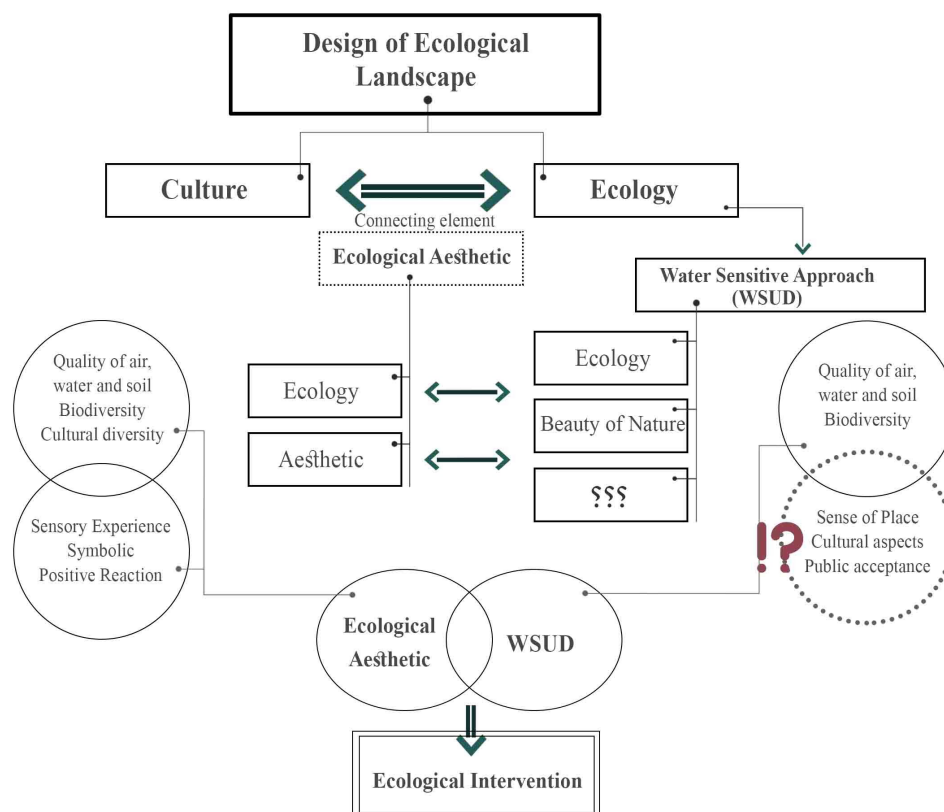 Design of Ecological
Landscape
Culture
Ecology
Connecting element
Ecological Aesthetic
Water Sensitive Approach
(WSUD)
Quality of air,
water and soil
Biodiversity
Cultural diversity
Ecology
Aesthetic
Ecology
Beauty of Nature
؟؟؟
Quality of air,
water and soil
Biodiversity
Sensory Experience
Symbolic
Positive Reaction
!?
Sense of Place
Cultural aspects
Public acceptance
Ecological
Aesthetic
WSUD
Ecological Intervention